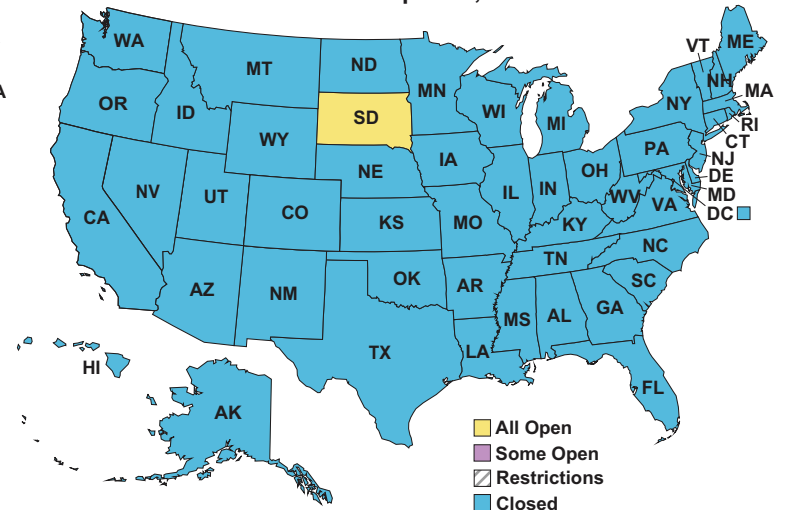 WA
MT
ND
MN
OR
ID
WY
SD
WI
MI
NY
VT
NH
ME
MA
RI
CT
NJ
DE
MD
DC
PA
NV
UT
CO
NE
IA
IL
IN
OH
WV
VA
CA
KS
MO
KY
NC
AZ
NM
OK
AR
TN
SC
TX
LA
MS
AL
GA
FL
HI
AK
All Open
Some Open
Restrictions
Closed